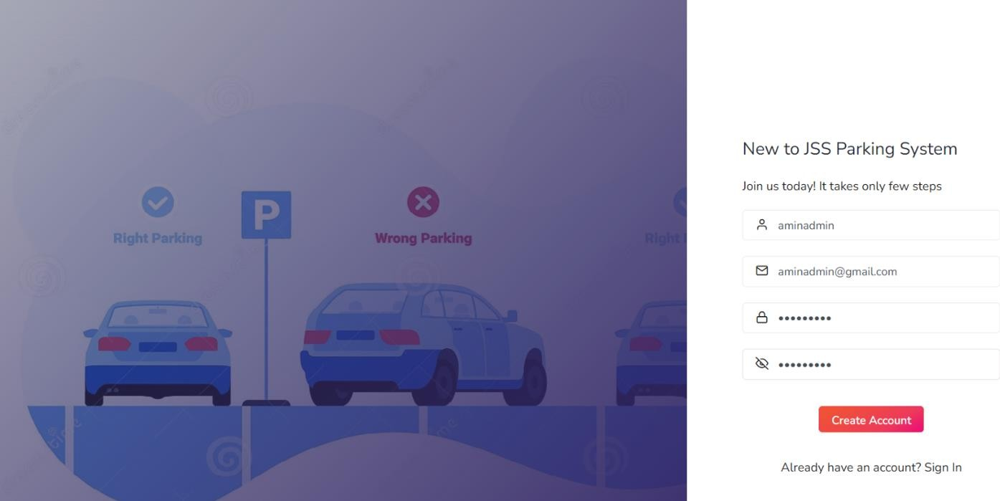 Right Parking
P
Wrong Parking
Right
New to JSS Parking System
Join us today! It takes only few steps
aminadmin
aminadmin@gmail.com
•••••••••
•••••••••
Create Account
Already have an account? Sign In